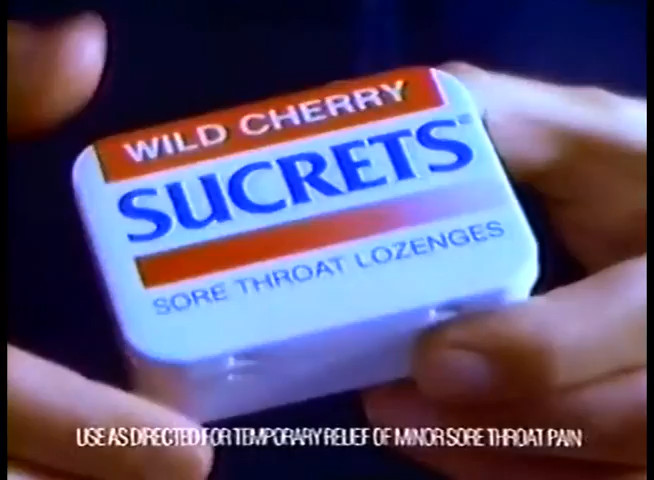 WILD CHERRY
SUCRETS
SORE THROAT LOZENGES
USE AS DIRECTED FOR TEMPORARY RELIEF OF MINOR SORE THROAT PAIN